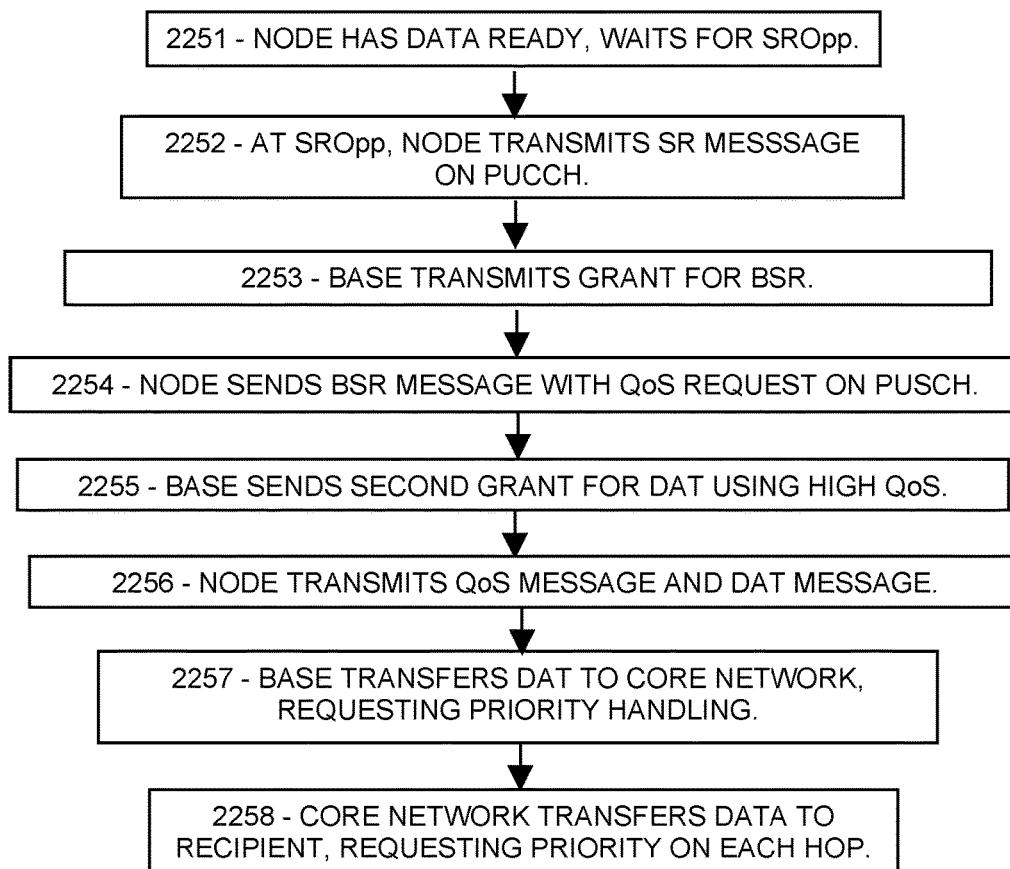 2251 - NODE HAS DATA READY, WAITS FOR SROpp.
2252 - AT SROpp, NODE TRANSMITS SR MESSSAGE
ON PUCCH.
2253 - BASE TRANSMITS GRANT FOR BSR.
2254 - NODE SENDS BSR MESSAGE WITH QoS REQUEST ON PUSCH.
2255 - BASE SENDS SECOND GRANT FOR DAT USING HIGH QoS.
2256 - NODE TRANSMITS QoS MESSAGE AND DAT MESSAGE.
2257 - BASE TRANSFERS DAT TO CORE NETWORK,
REQUESTING PRIORITY HANDLING.
2258 - CORE NETWORK TRANSFERS DATA TO
RECIPIENT, REQUESTING PRIORITY ON EACH HOP.